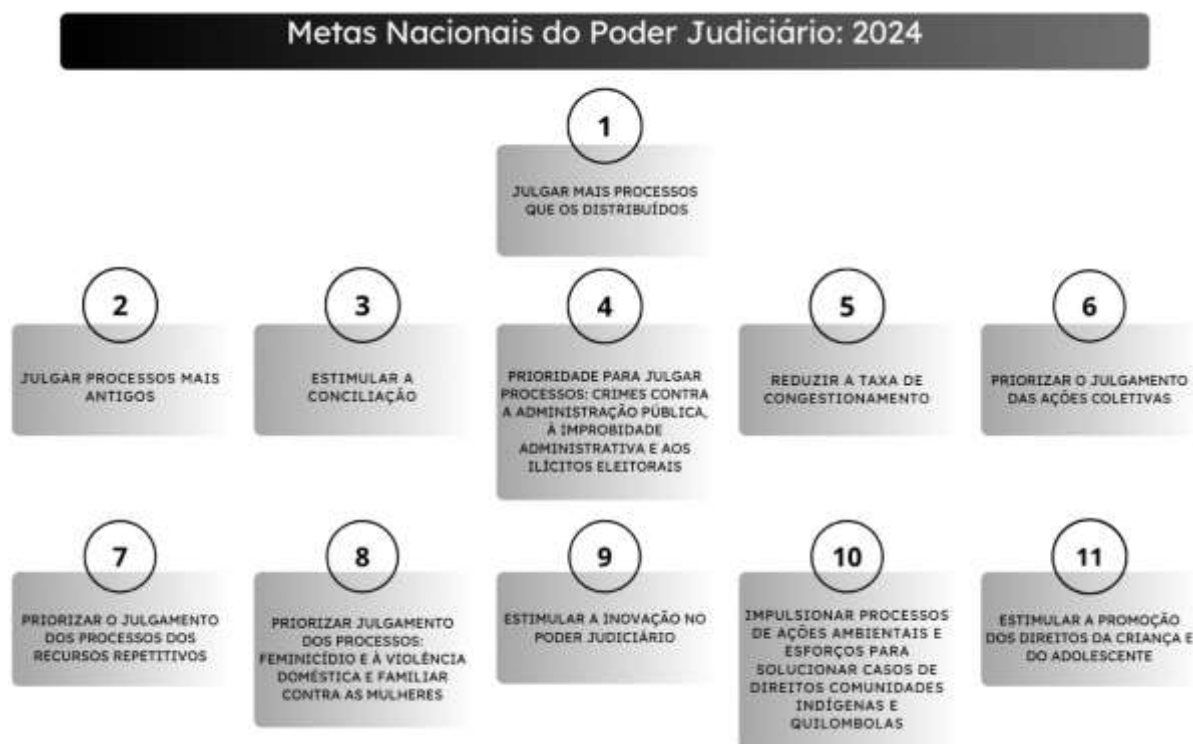 Metas Nacionais do Poder Judiciário: 2024
1
JULGAR MAIS PROCESSOS
QUE OS DISTRIBUÍDOS
2
JULGAR PROCESSOS MAIS
ANTIGOS
3
ESTIMULAR A
CONCILIAÇÃO
4
PRIORIDADE PARA JULGAR
PROCESSOS: CRIMES CONTRA
A ADMINISTRAÇÃO PÚBLICA,
À IMPROBIDADE
ADMINISTRATIVA E AOS
ILÍCITOS ELEITORAIS
5
REDUZIR A TAXA DE
CONGESTIONAMENTO
6
PRIORIZAR O JULGAMENTO
DAS AÇÕES COLETIVAS
7
PRIORIZAR O JULGAMENTO
DOS PROCESSOS DOS
RECURSOS REPETITIVOS
8
PRIORIZAR JULGAMENTO
DOS PROCESSOS:
FEMINICÍDIO E À VIOLÊNCIA
DOMÉSTICA E FAMILIAR
CONTRA AS MULHERES
9
ESTIMULAR A INOVAÇÃO NO
PODER JUDICIÁRIO
10
IMPULSIONAR PROCESSOS
DE AÇÕES AMBIENTAIS E
ESFORÇOS PARA
SOLUCIONAR CASOS DE
DIREITOS COMUNIDADES
INDÍGENAS E
QUILOMBOLAS
11
ESTIMULAR A PROMOÇÃO
DOS DIREITOS DA CRIANÇA E
DO ADOLESCENTE